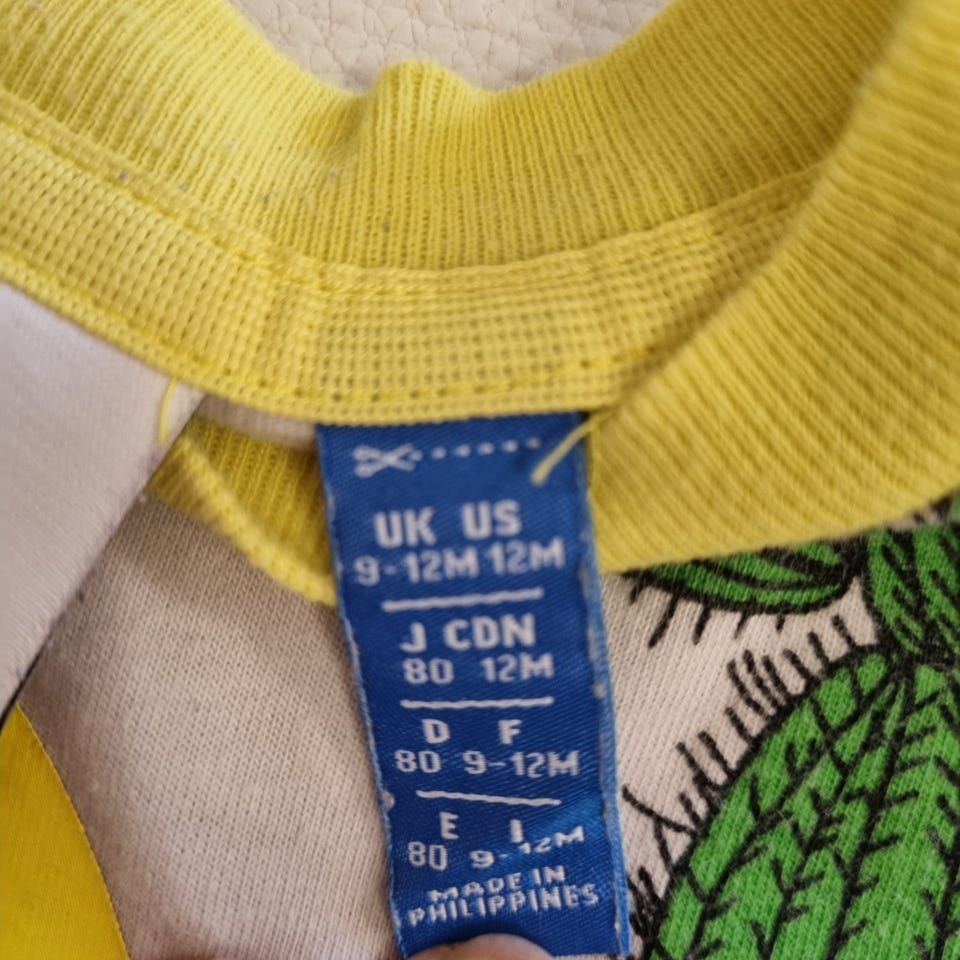 UK US
9-12M 12M
J CDN
80 12M
D F
80 9-12M
E I
80 9-12M
MADE IN
PHILIPPINES